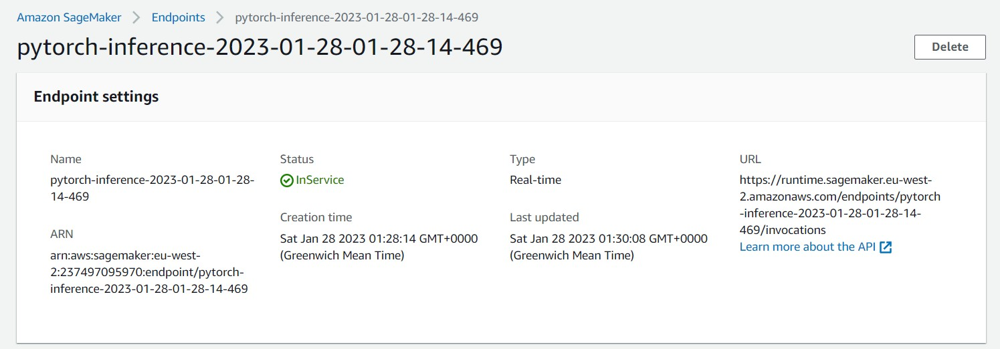 Amazon SageMaker > Endpoints > pytorch-inference-2023-01-28-01-28-14-469
pytorch-inference-2023-01-28-01-28-14-469
Delete
Endpoint settings
Name
pytorch-inference-2023-01-28-01-28-
14-469
ARN
arn:aws:sagemaker:eu-west-
2:237497095970:endpoint/pytorch-
inference-2023-01-28-01-28-14-469
Status
InService
Creation time
Sat Jan 28 2023 01:28:14 GMT+0000
(Greenwich Mean Time)
Type
Real-time
Last updated
Sat Jan 28 2023 01:30:08 GMT+0000
(Greenwich Mean Time)
URL
https://runtime.sagemaker.eu-west-
2.amazonaws.com/endpoints/pytorch
-inference-2023-01-28-01-28-14-
469/invocations
Learn more about the API